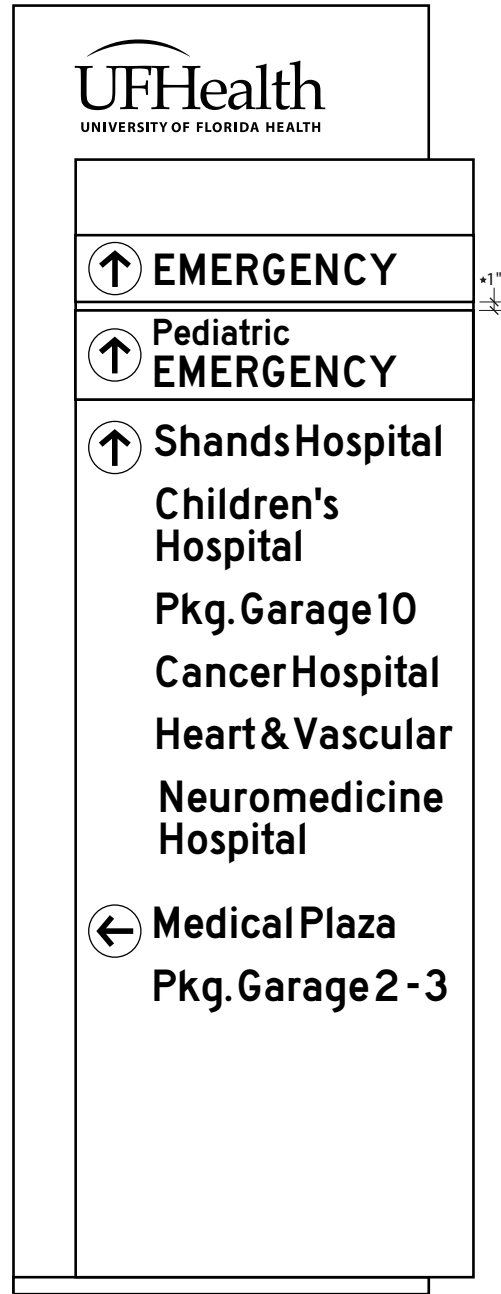 UFHealth
UNIVERSITY OF FLORIDA HEALTH
EMERGENCY
★1"
Pediatric
EMERGENCY
Shands Hospital
Children's
Hospital
Pkg. Garage 10
Cancer Hospital
Heart & Vascular
Neuromedicine
Hospital
Medical Plaza
Pkg. Garage 2 - 3